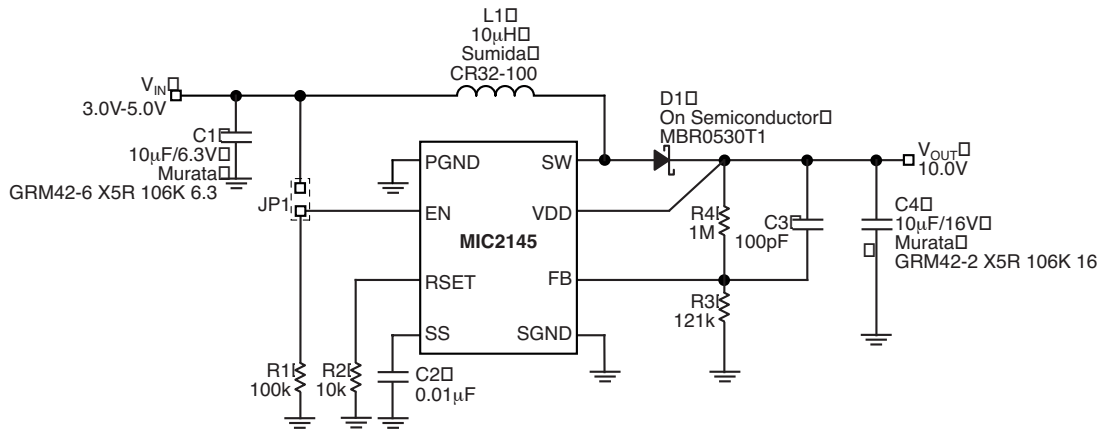 L1
10µH
Sumida
CR32-100
VIN
3.0V-5.0V
C1
10µF/6.3V
Murata
GRM42-6 X5R 106K 6.3
JP1
D1
On Semiconductor
MBR0530T1
VOUT
10.0V
PGND
SW
EN
VDD
MIC2145
RSET
FB
SS
SGND
R4
1M
C3
100pF
C4
10µF/16V
Murata
GRM42-2 X5R 106K 16
R3
121k
R1
100k
R2
10k
C2
0.01µF